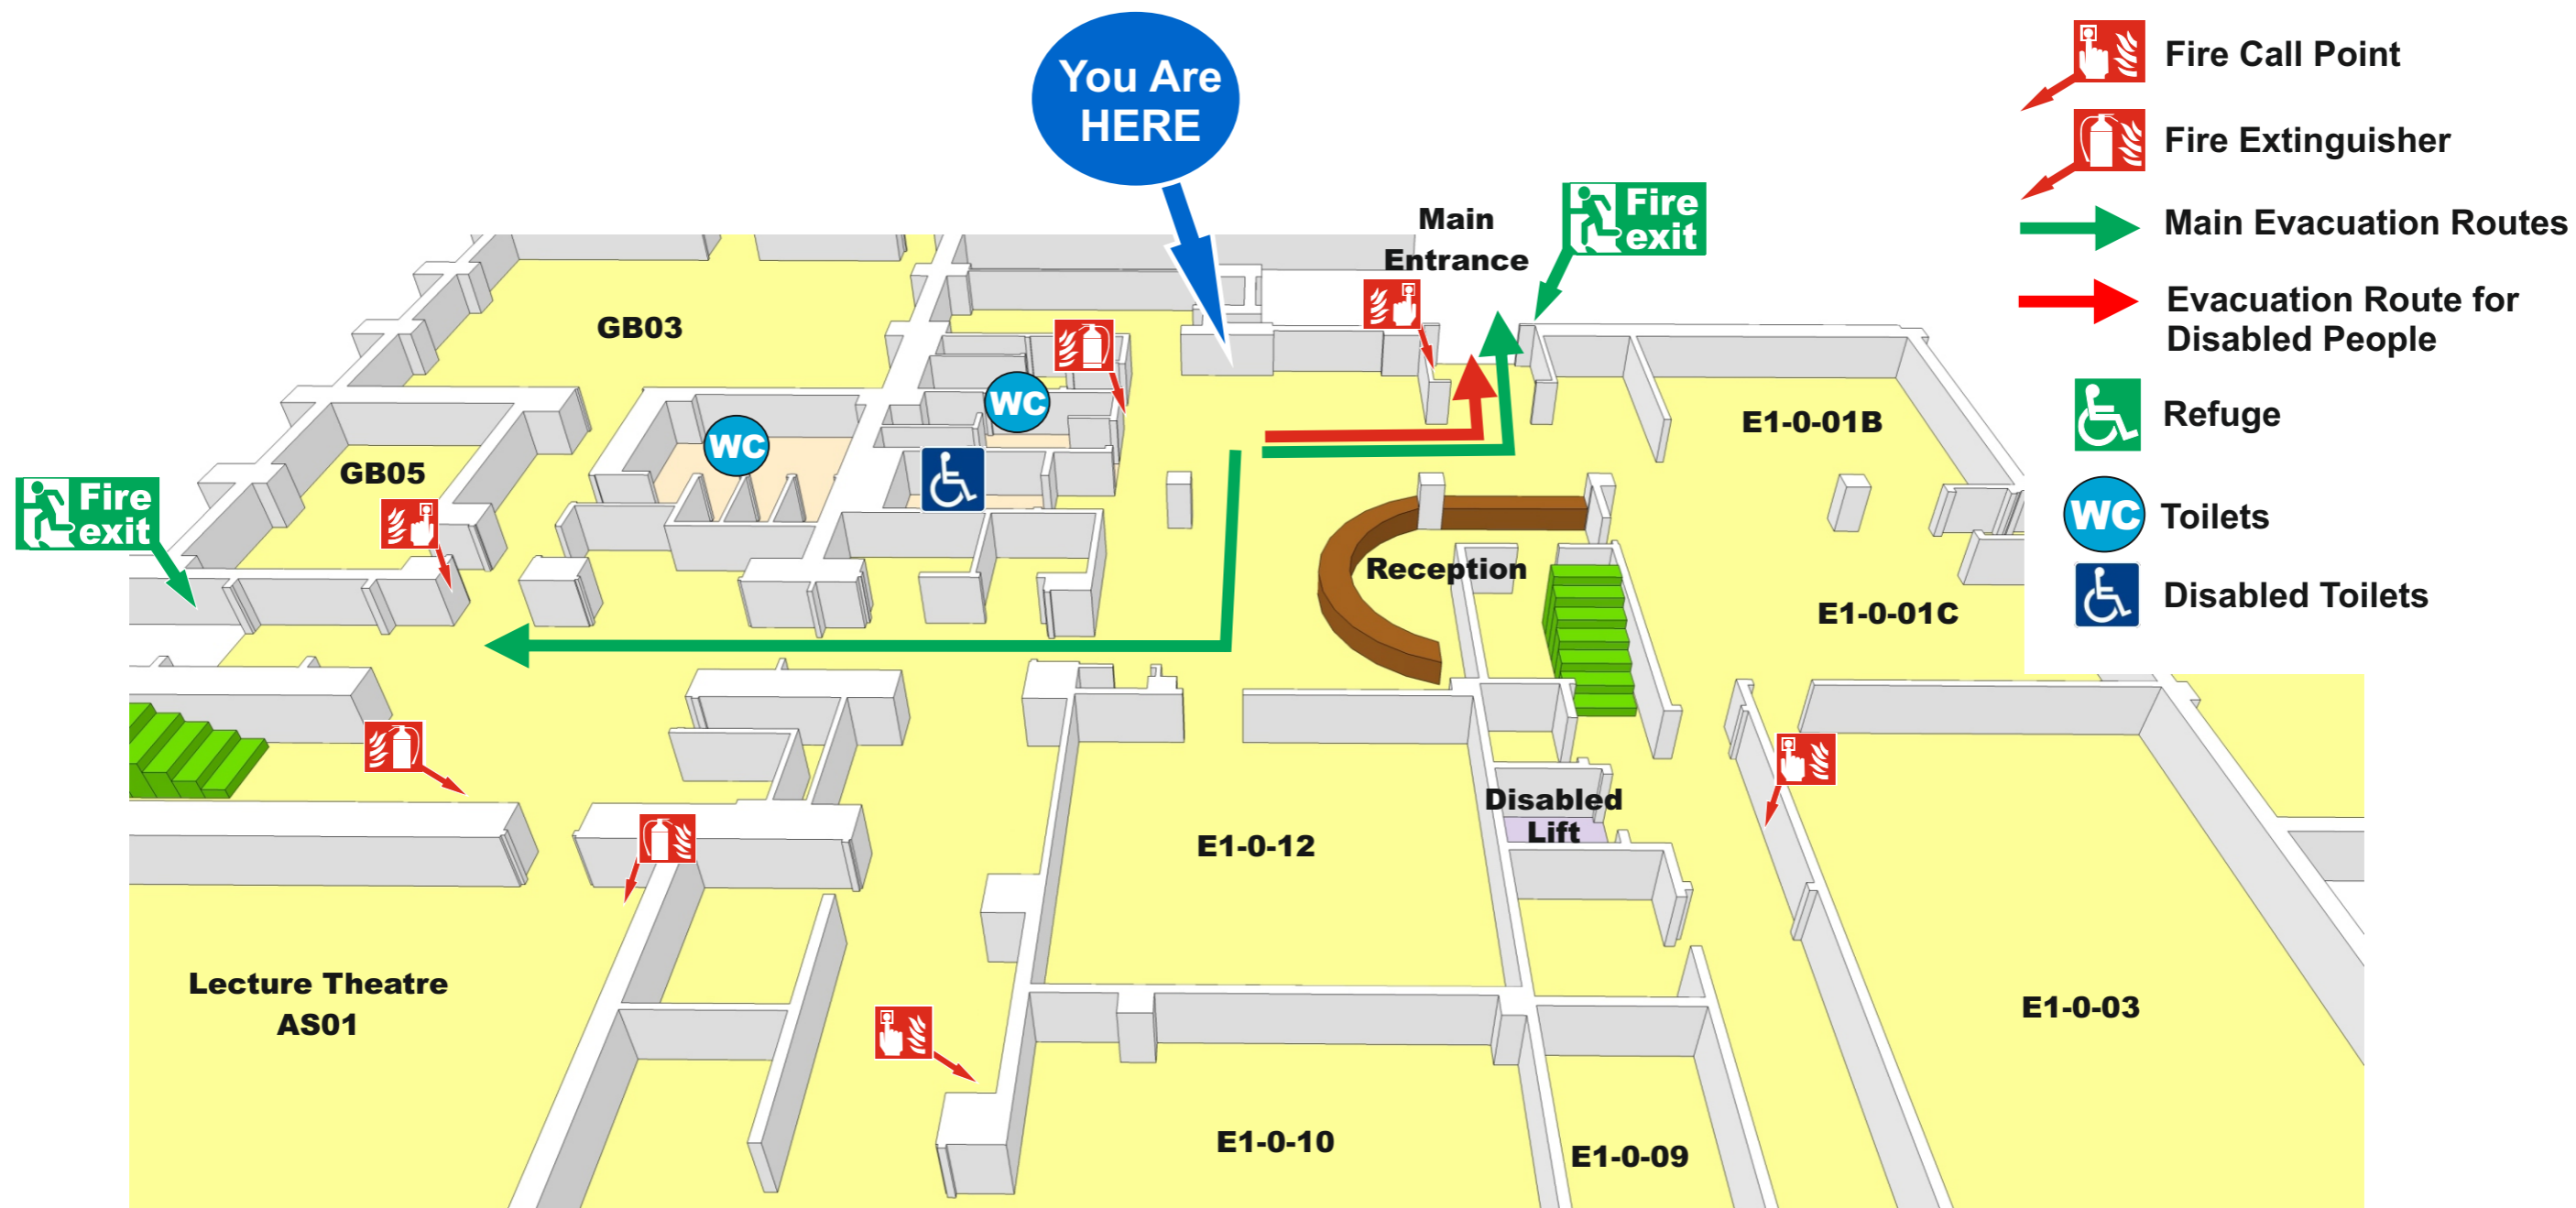 You Are
HERE
Fire Call Point
Fire Extinguisher
Main Evacuation Routes
Evacuation Route for
Disabled People
Refuge
WC Toilets
Disabled Toilets
Main
Entrance
Fire
exit
GB03
WC
WC
GB05
Fire
exit
E1-0-01B
Reception
E1-0-01C
Disabled
Lift
E1-0-12
Lecture Theatre
AS01
E1-0-03
E1-0-10
E1-0-09